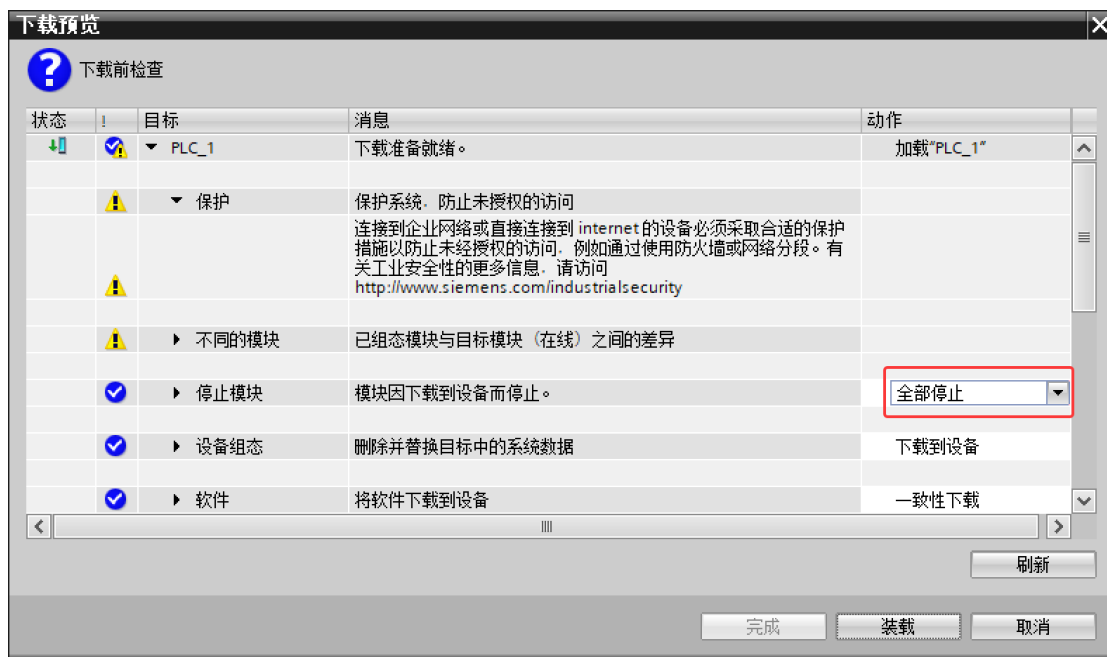 下载预览
下载前检查
状态 ! 目标 消息 动作
PLC_1 下载准备就绪。 加载“PLC_1”
保护 保护系统，防止未授权的访问
连接到企业网络或直接连接到 internet 的设备必须采取合适的保护
措施以防止未经授权的访问，例如通过使用防火墙或网络分段。有
关工业安全性的更多信息，请访问
http://www.siemens.com/industrialsecurity
不同的模块 已组态模块与目标模块（在线）之间的差异
停止模块 模块因下载到设备而停止。 全部停止
设备组态 删除并替换目标中的系统数据 下载到设备
软件 将软件下载到设备 一致性下载
刷新
完成 装载 取消